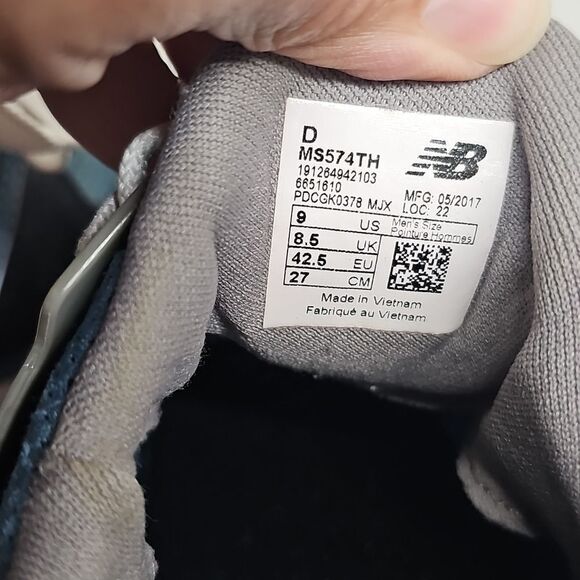 D
MS574TH
NB
191264942103
6651610
MFG: 05/2017
PDCGK0378 MJX LOC: 22
9 US Men's Size
Pointure Hommes
8.5 UK
42.5 EU
27 CM
Made in Vietnam
Fabriqué au Vietnam